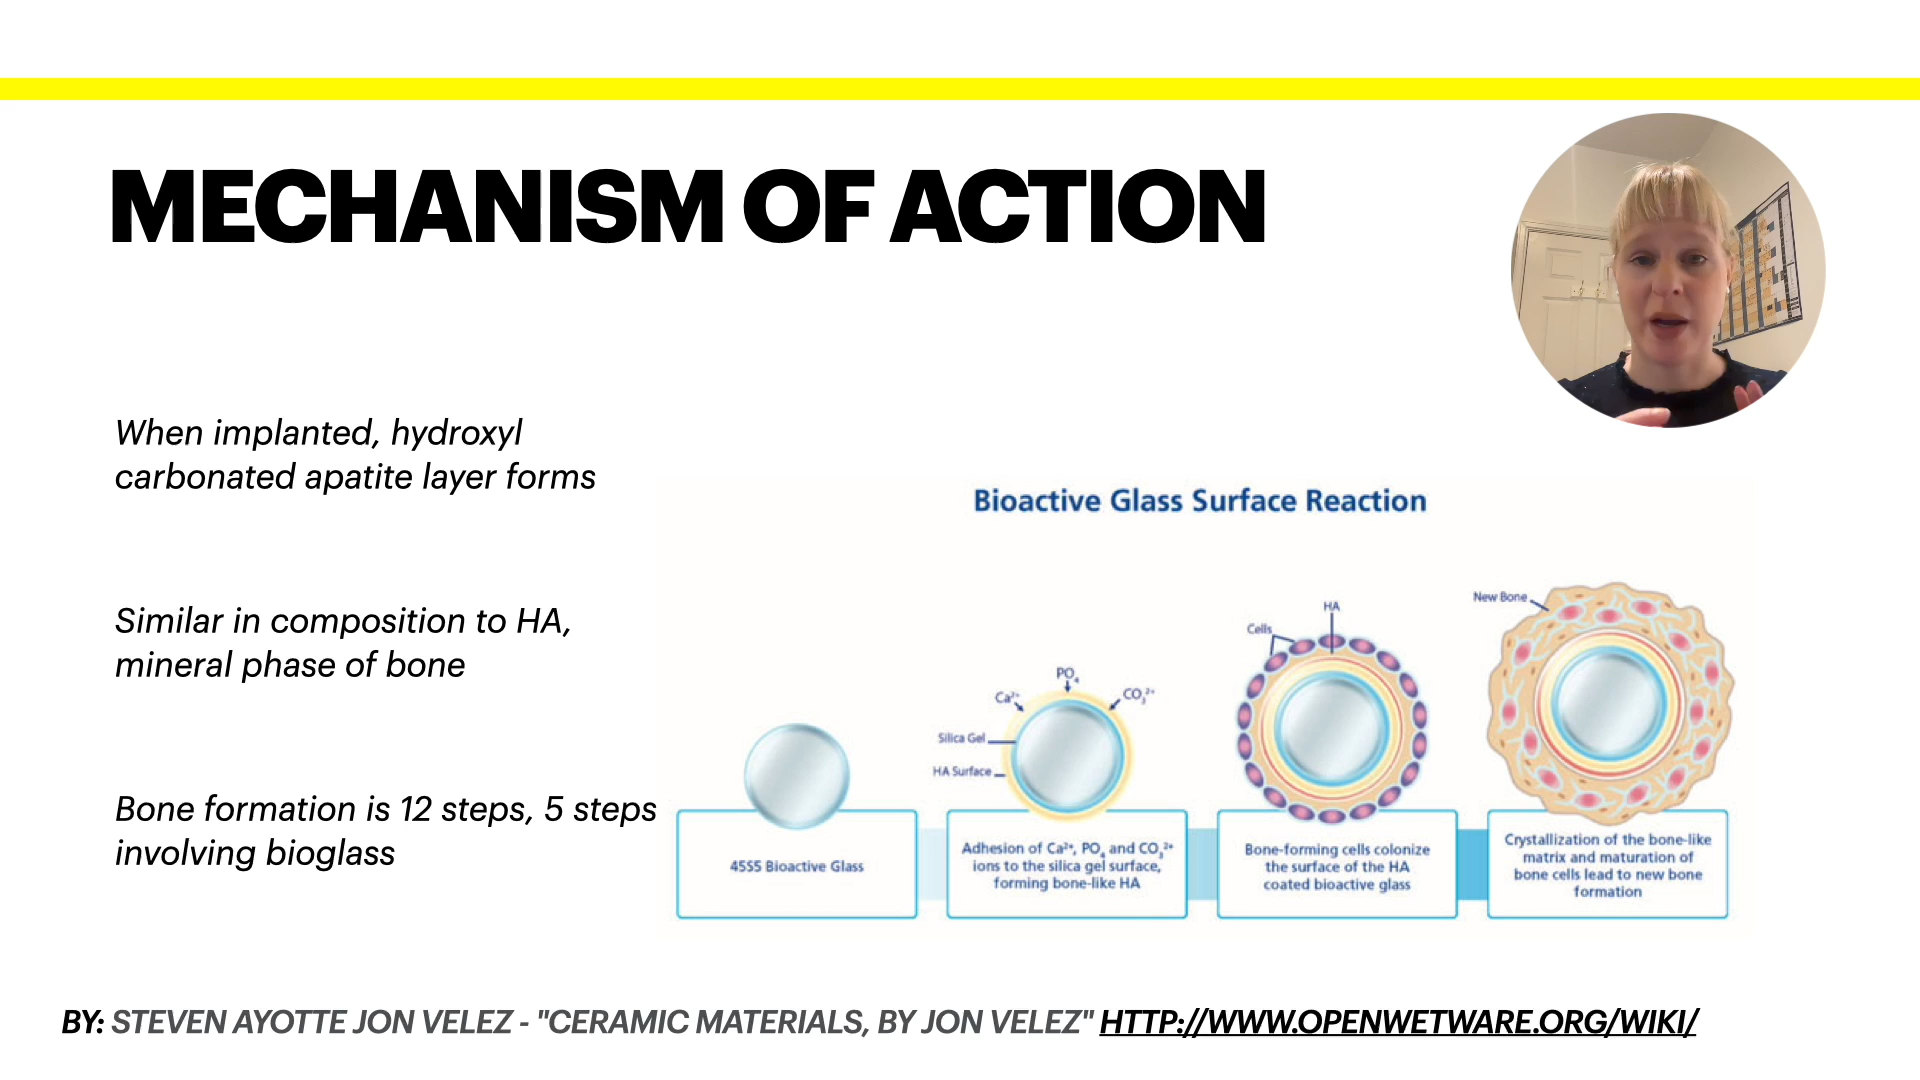 MECHANISM OF ACTION
When implanted, hydroxyl
carbonated apatite layer forms
Similar in composition to HA,
mineral phase of bone
Bone formation is 12 steps, 5 steps
involving bioglass
Bioactive Glass Surface Reaction
45S5 Bioactive Glass
PO₄
Ca²⁺
CO₃²⁺
Silica Gel
HA Surface
Adhesion of Ca²⁺, PO₄ and CO₃²⁺
ions to the silica gel surface,
forming bone-like HA
HA
Cells
Bone-forming cells colonize
the surface of the HA
coated bioactive glass
New Bone
Crystallization of the bone-like
matrix and maturation of
bone cells lead to new bone
formation
BY: STEVEN AYOTTE JON VELEZ - "CERAMIC MATERIALS, BY JON VELEZ" HTTP://WWW.OPENWETWARE.ORG/WIKI/